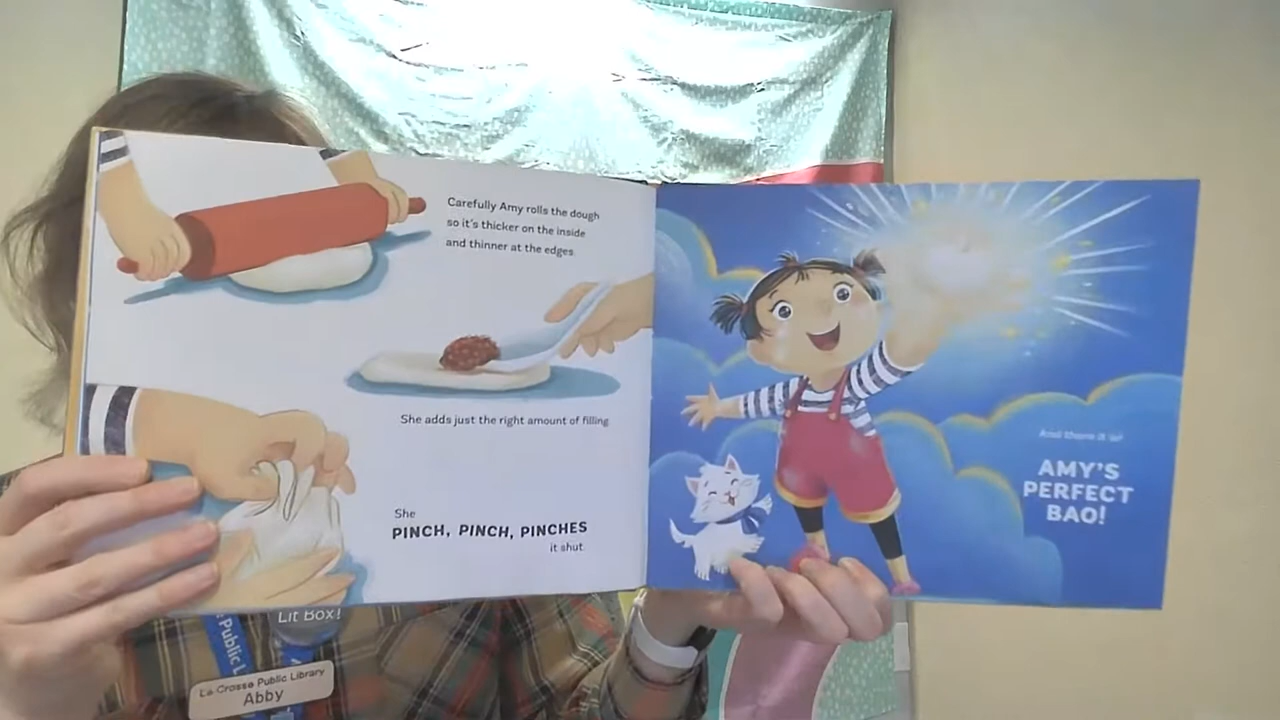 Carefully Amy rolls the dough
so it's thicker on the inside
and thinner at the edges.
She adds just the right amount of filling.
She
PINCH, PINCH, PINCHES
it shut.
And there it is!
AMY'S
PERFECT
BAO!
Lit Box!
Public L
La Crosse Public Library
Abby